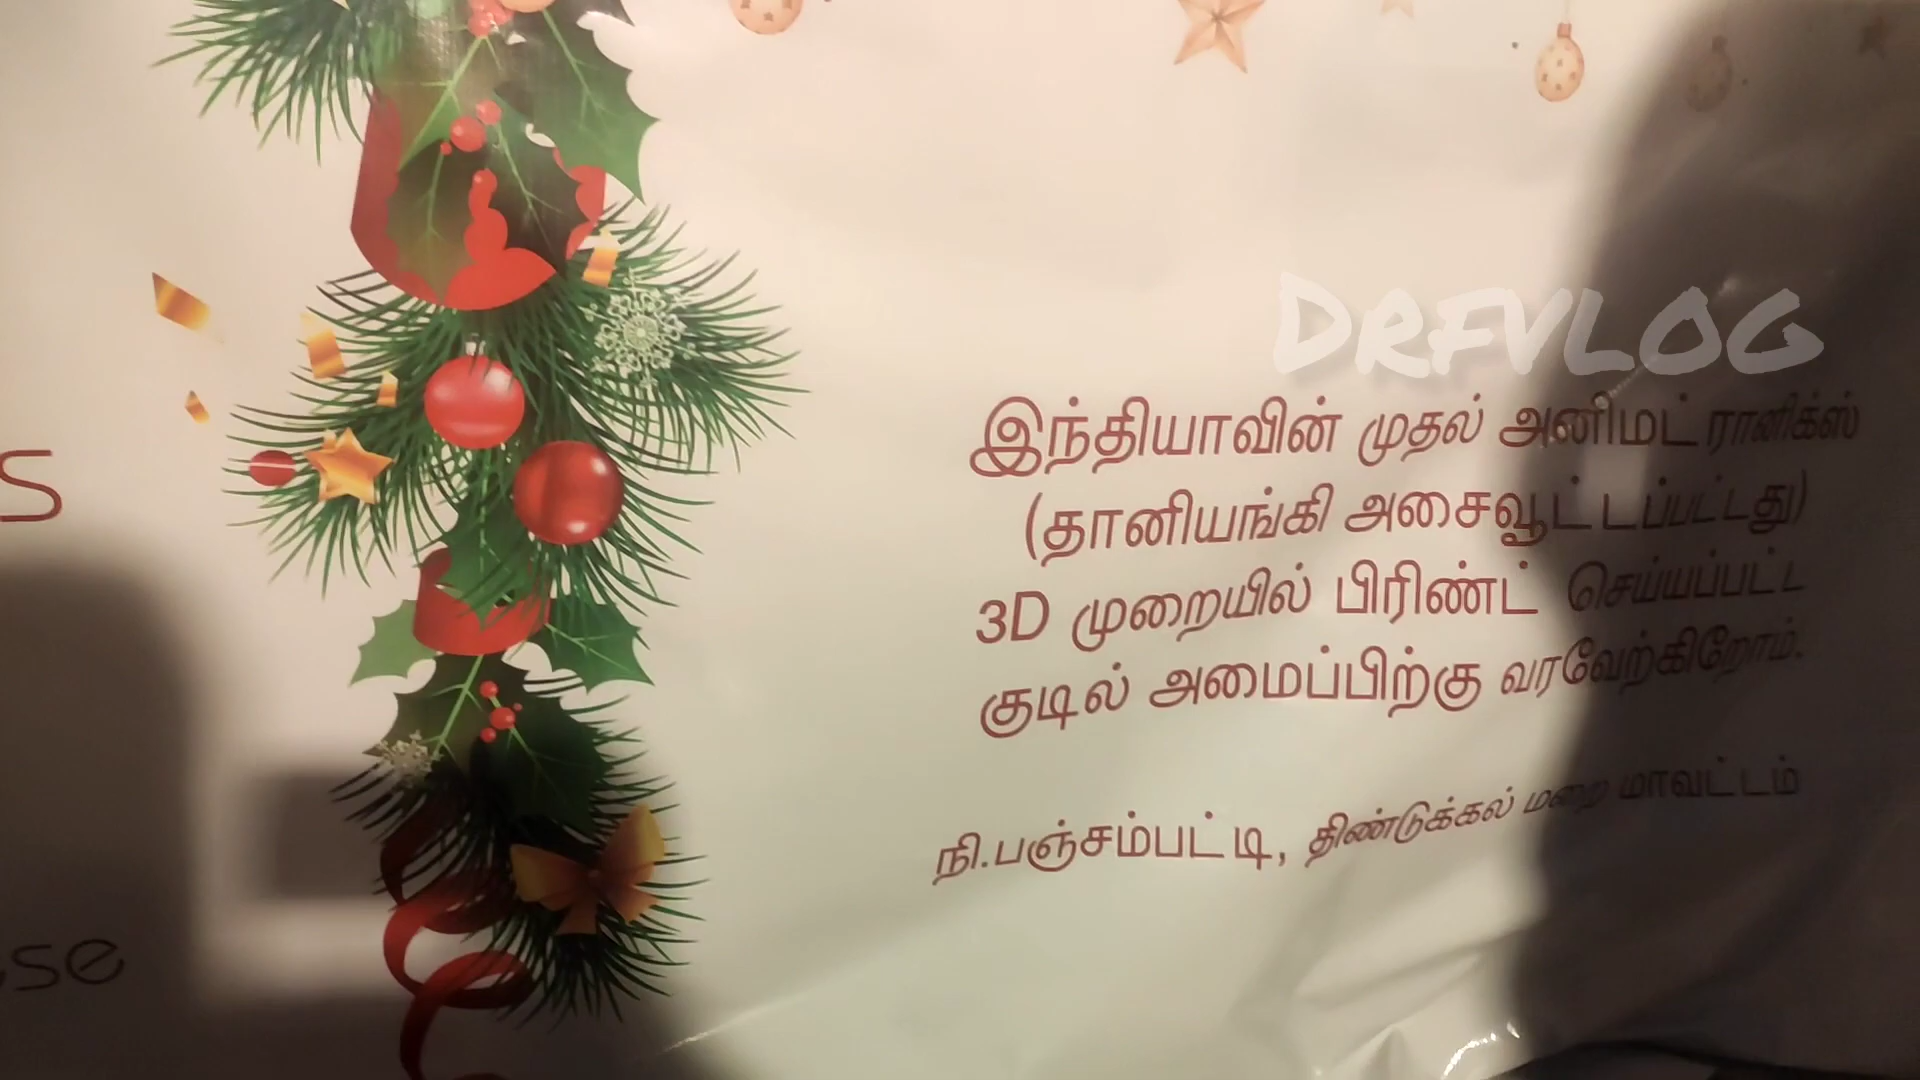 DRFVLOG
இந்தியாவின் முதல் அனிமட்ரானிக்ஸ்
(தானியங்கி அசைவூட்டப்பட்டது)
3D முறையில் பிரிண்ட் செய்யப்பட்ட
குடில் அமைப்பிற்கு வரவேற்கிறோம்.
நி.பஞ்சம்பட்டி, திண்டுக்கல் மறை மாவட்டம்